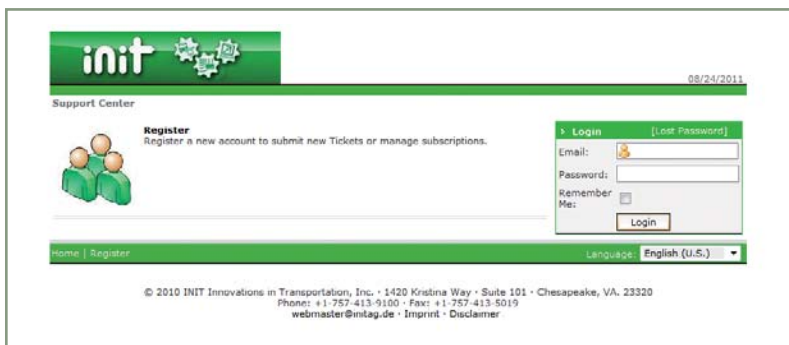 init
08/24/2011
Support Center
Register
Register a new account to submit new Tickets or manage subscriptions.
› Login [Lost Password]
Email:
Password:
Remember Me:
Login
Home | Register
Language: English (U.S.)
© 2010 INIT Innovations in Transportation, Inc. · 1420 Kristina Way · Suite 101 · Chesapeake, VA. 23320
Phone: +1-757-413-9100 · Fax: +1-757-413-5019
webmaster@initag.de · Imprint · Disclaimer